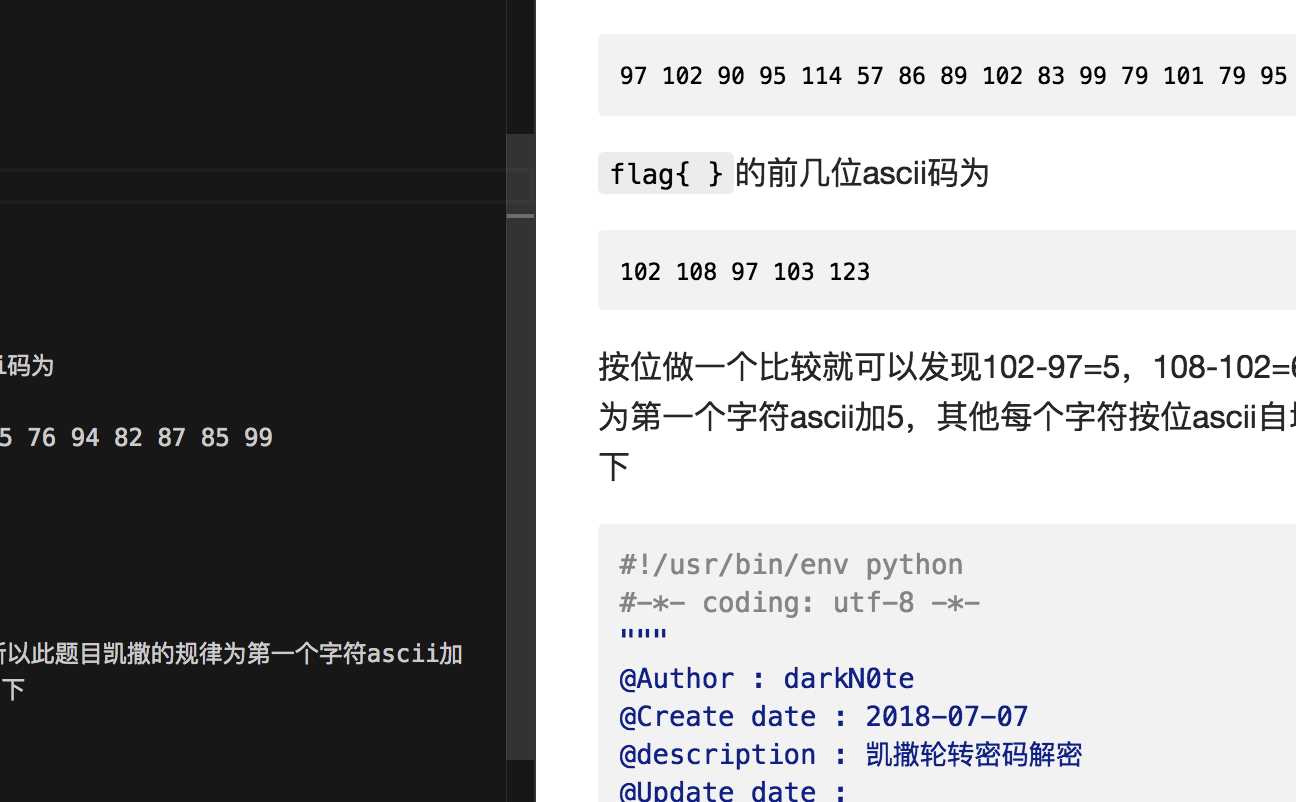 码为
76 94 82 87 85 99
以此题目凯撒的规律为第一个字符ascii加
下
97 102 90 95 114 57 86 89 102 83 99 79 101 79 95
flag{ }的前几位ascii码为
102 108 97 103 123
按位做一个比较就可以发现102-97=5，108-102=
为第一个字符ascii加5，其他每个字符按位ascii自
下
#!/usr/bin/env python
#-*- coding: utf-8 -*-
"""
@Author : darkN0te
@Create date : 2018-07-07
@description : 凯撒轮转密码解密
@Update date :